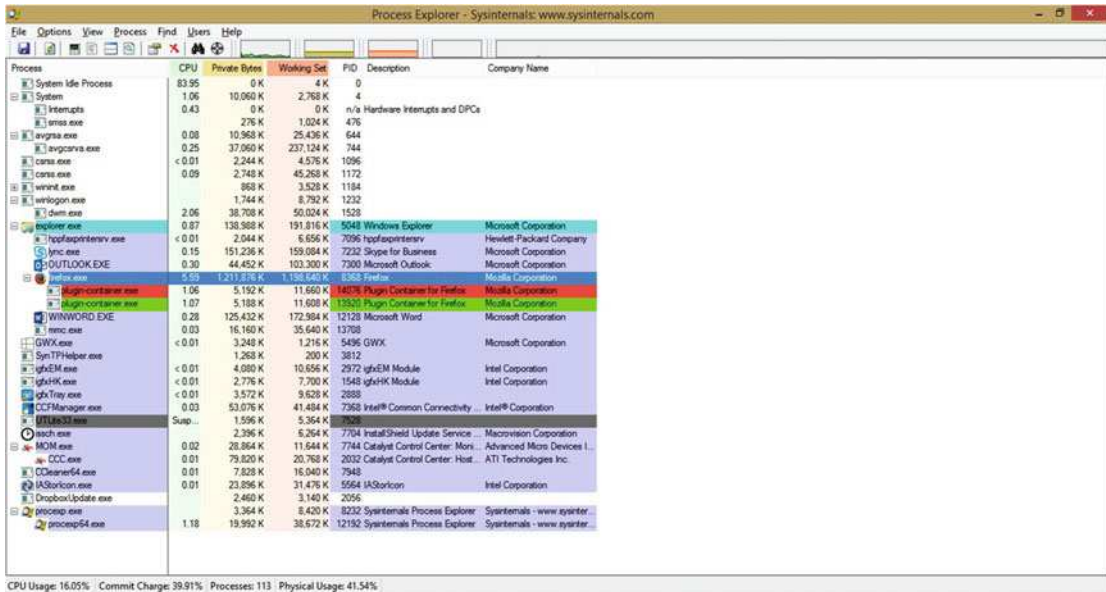 Process Explorer - Sysinternals: www.sysinternals.com
File Options View Process Find Users Help
Process CPU Private Bytes Working Set PID Description Company Name
System Idle Process 83.95 0 K 4 K 0
System 1.06 10,060 K 2,768 K 4
Interrupts 0.43 0 K 0 K n/a Hardware Interrupts and DPCs
smss.exe 276 K 1,024 K 476
avgrsa.exe 0.08 10,968 K 25,436 K 644
avgcsrva.exe 0.25 37,060 K 237,124 K 744
csrss.exe < 0.01 2,244 K 4,576 K 1096
csrss.exe 0.09 2,748 K 45,268 K 1172
wininit.exe 868 K 3,528 K 1184
winlogon.exe 1,744 K 8,792 K 1232
dwm.exe 2.06 38,708 K 50,024 K 1528
explorer.exe 0.87 138,988 K 191,816 K 5048 Windows Explorer Microsoft Corporation
hppfaxprintersrv.exe < 0.01 2,044 K 6,656 K 7096 hppfaxprintersrv Hewlett-Packard Company
lync.exe 0.15 151,236 K 159,084 K 7232 Skype for Business Microsoft Corporation
OUTLOOK.EXE 0.30 44,452 K 103,300 K 7300 Microsoft Outlook Microsoft Corporation
firefox.exe 5.59 1,211,876 K 1,198,640 K 8368 Firefox Mozilla Corporation
plugin-container.exe 1.06 5,192 K 11,660 K 14076 Plugin Container for Firefox Mozilla Corporation
plugin-container.exe 1.07 5,188 K 11,608 K 13920 Plugin Container for Firefox Mozilla Corporation
WINWORD.EXE 0.28 125,432 K 172,984 K 12128 Microsoft Word Microsoft Corporation
mmc.exe 0.03 16,160 K 35,640 K 13708
GWX.exe < 0.01 3,248 K 1,216 K 5496 GWX Microsoft Corporation
SynTPHelper.exe 1,268 K 200 K 3812
igfxEM.exe < 0.01 4,080 K 10,656 K 2972 igfxEM Module Intel Corporation
igfxHK.exe < 0.01 2,776 K 7,700 K 1548 igfxHK Module Intel Corporation
igfxTray.exe < 0.01 3,572 K 9,628 K 2888
CCFManager.exe 0.03 53,076 K 41,484 K 7368 Intel® Common Connectivity ... Intel® Corporation
Susp... 1,596 K 5,364 K 7528
issch.exe 2,396 K 6,264 K 7704 InstallShield Update Service ... Macrovision Corporation
MOM.exe 0.02 28,864 K 11,644 K 7744 Catalyst Control Center: Moni... Advanced Micro Devices I...
CCC.exe 0.01 79,820 K 20,768 K 2032 Catalyst Control Center: Host... ATI Technologies Inc.
CCleaner64.exe 0.01 7,828 K 16,040 K 7948
IAStorIcon.exe 0.01 23,896 K 31,476 K 5564 IAStorIcon Intel Corporation
DropboxUpdate.exe 2,460 K 3,140 K 2056
procexp.exe 3,364 K 8,420 K 8232 Sysinternals Process Explorer Sysinternals - www.sysinter...
procexp64.exe 1.18 19,992 K 38,672 K 12192 Sysinternals Process Explorer Sysinternals - www.sysinter...
CPU Usage: 16.05% Commit Charge: 39.91% Processes: 113 Physical Usage: 41.54%